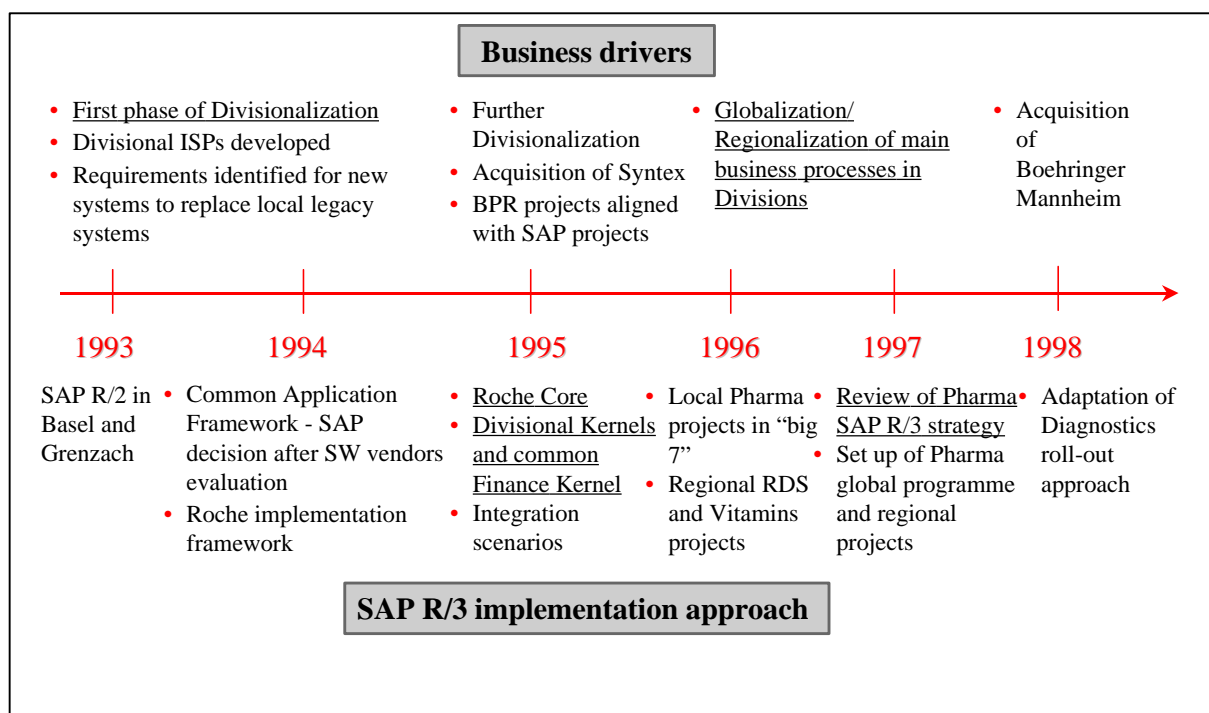 Business drivers
• First phase of Divisionalization
• Divisional ISPs developed
• Requirements identified for new
systems to replace local legacy
systems
• Further
Divisionalization
• Acquisition of Syntex
• BPR projects aligned
with SAP projects
• Globalization/
Regionalization of main
business processes in
Divisions
• Acquisition
of
Boehringer
Mannheim
1993
1994
1995
1996
1997
1998
SAP R/2 in
Basel and
Grenzach
• Common Application
Framework - SAP
decision after SW vendors
evaluation
• Roche implementation
framework
• Roche Core
• Divisional Kernels
and common
Finance Kernel
• Integration
scenarios
• Local Pharma
projects in “big
7”
• Regional RDS
and Vitamins
projects
• Review of Pharma
SAP R/3 strategy
• Set up of Pharma
global programme
and regional
projects
• Adaptation of
Diagnostics
roll-out
approach
SAP R/3 implementation approach